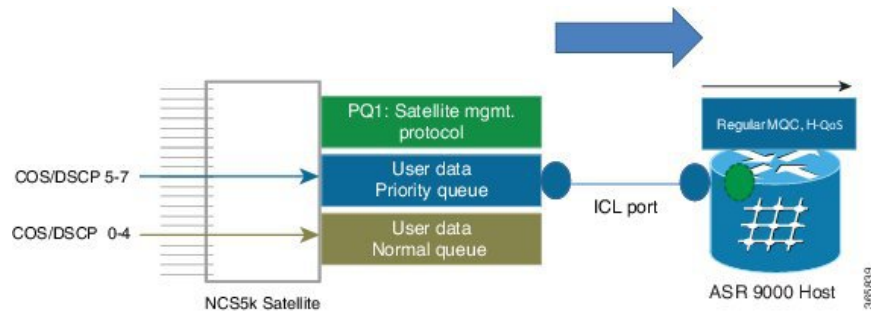 PQ1: Satellite mgmt.
protocol
Regular MQC, H-QoS
COS/DSCP 5-7
User data
Priority queue
ICL port
COS/DSCP 0-4
User data
Normal queue
NCS5k Satellite
ASR 9000 Host
365839